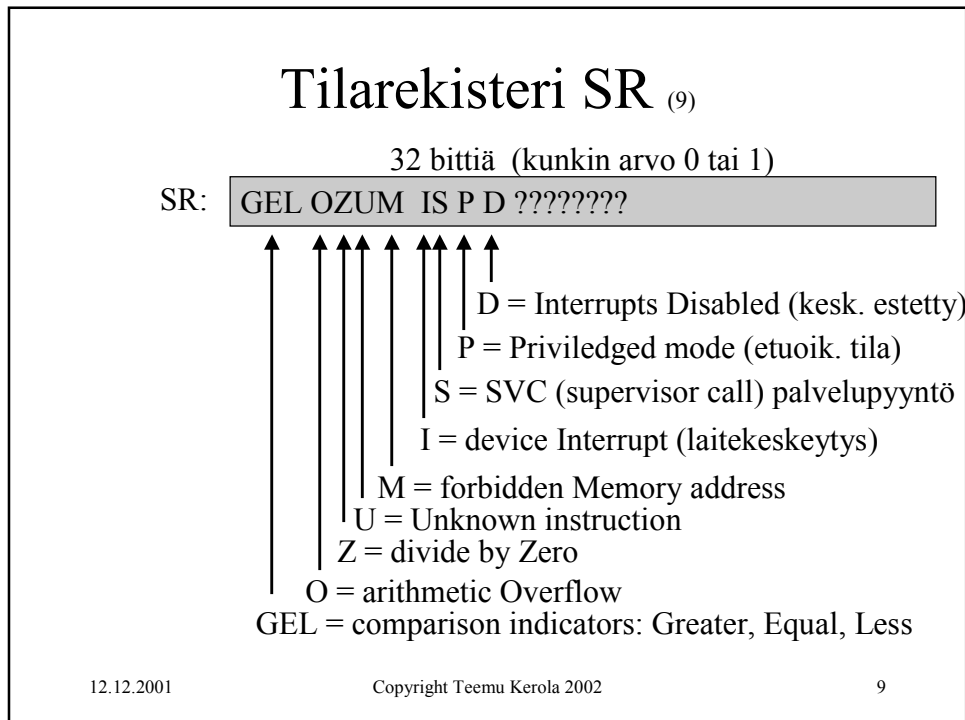 Tilarekisteri SR (9)
32 bittiä (kunkin arvo 0 tai 1)
SR: GEL OZUM IS P D ????????
D = Interrupts Disabled (kesk. estetty)
P = Priviledged mode (etuoik. tila)
S = SVC (supervisor call) palvelupyyntö
I = device Interrupt (laitekeskeytys)
M = forbidden Memory address
U = Unknown instruction
Z = divide by Zero
O = arithmetic Overflow
GEL = comparison indicators: Greater, Equal, Less
12.12.2001 Copyright Teemu Kerola 2002 9